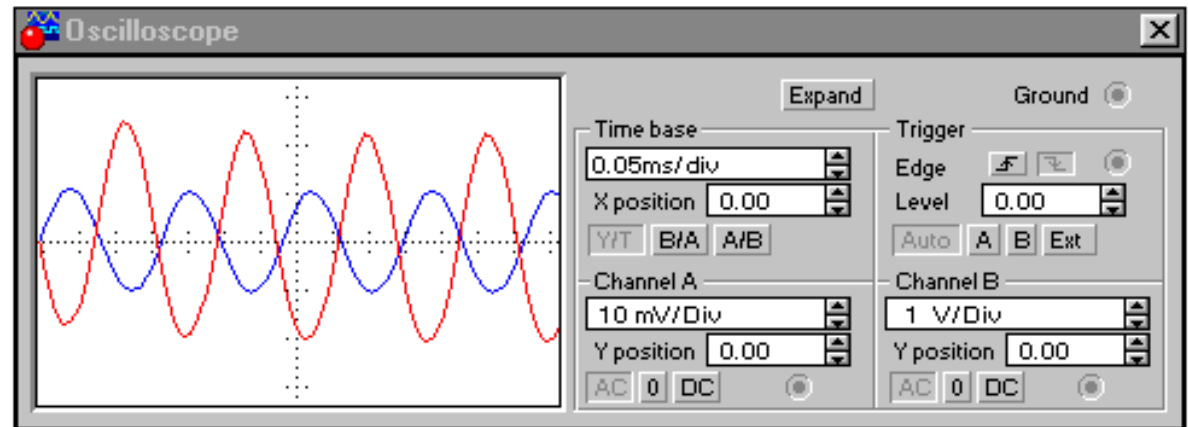 Oscilloscope
Expand Ground
Time base
0.05ms/div
X position 0.00
Y/T B/A A/B
Trigger
Edge
Level 0.00
Auto A B Ext
Channel A
10 mV/Div
Y position 0.00
AC 0 DC
Channel B
1 V/Div
Y position 0.00
AC 0 DC